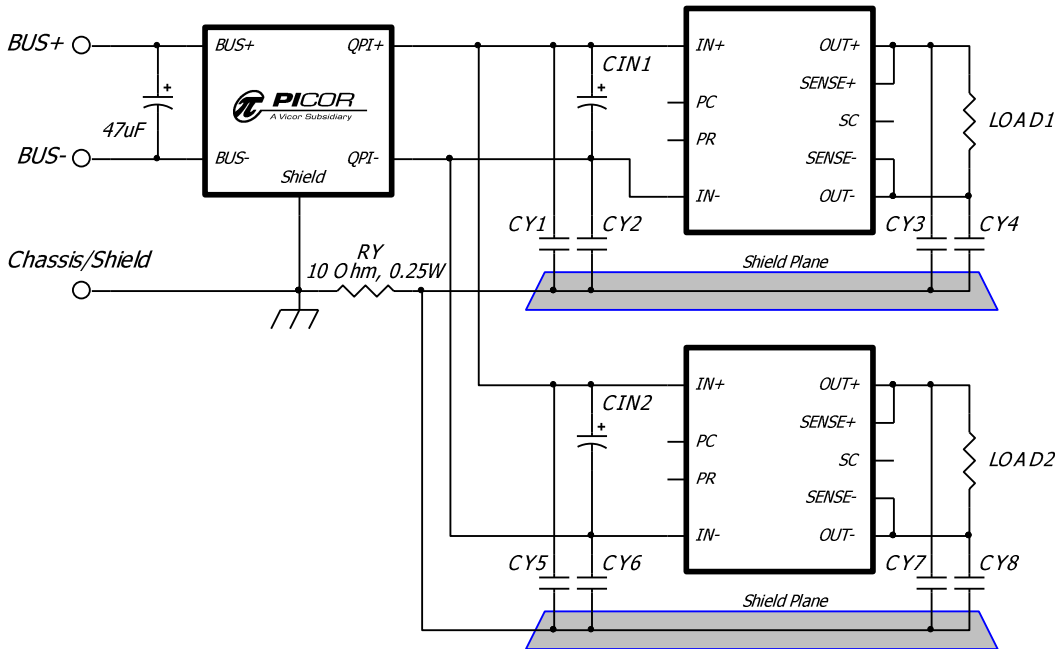 BUS+
BUS+
QPI+
IN+
OUT+
CIN1
+
+
SENSE+
PICOR
A Vicor Subsidiary
PC
SC
LOAD1
47uF
PR
BUS-
BUS-
QPI-
SENSE-
Shield
IN-
OUT-
CY1
CY2
CY3
CY4
Chassis/Shield
RY
10 Ohm, 0.25W
Shield Plane
IN+
OUT+
CIN2
+
SENSE+
PC
SC
LOAD2
PR
SENSE-
IN-
OUT-
CY5
CY6
CY7
CY8
Shield Plane